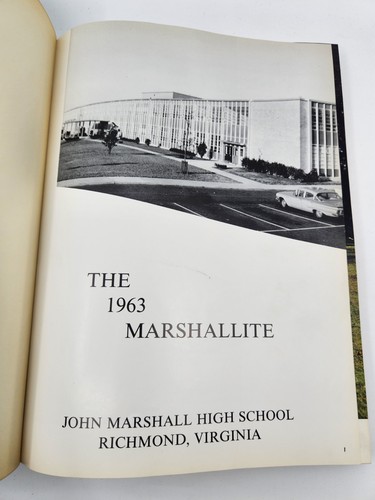 THE
1963
MARSHALLITE
JOHN MARSHALL HIGH SCHOOL
RICHMOND, VIRGINIA
1